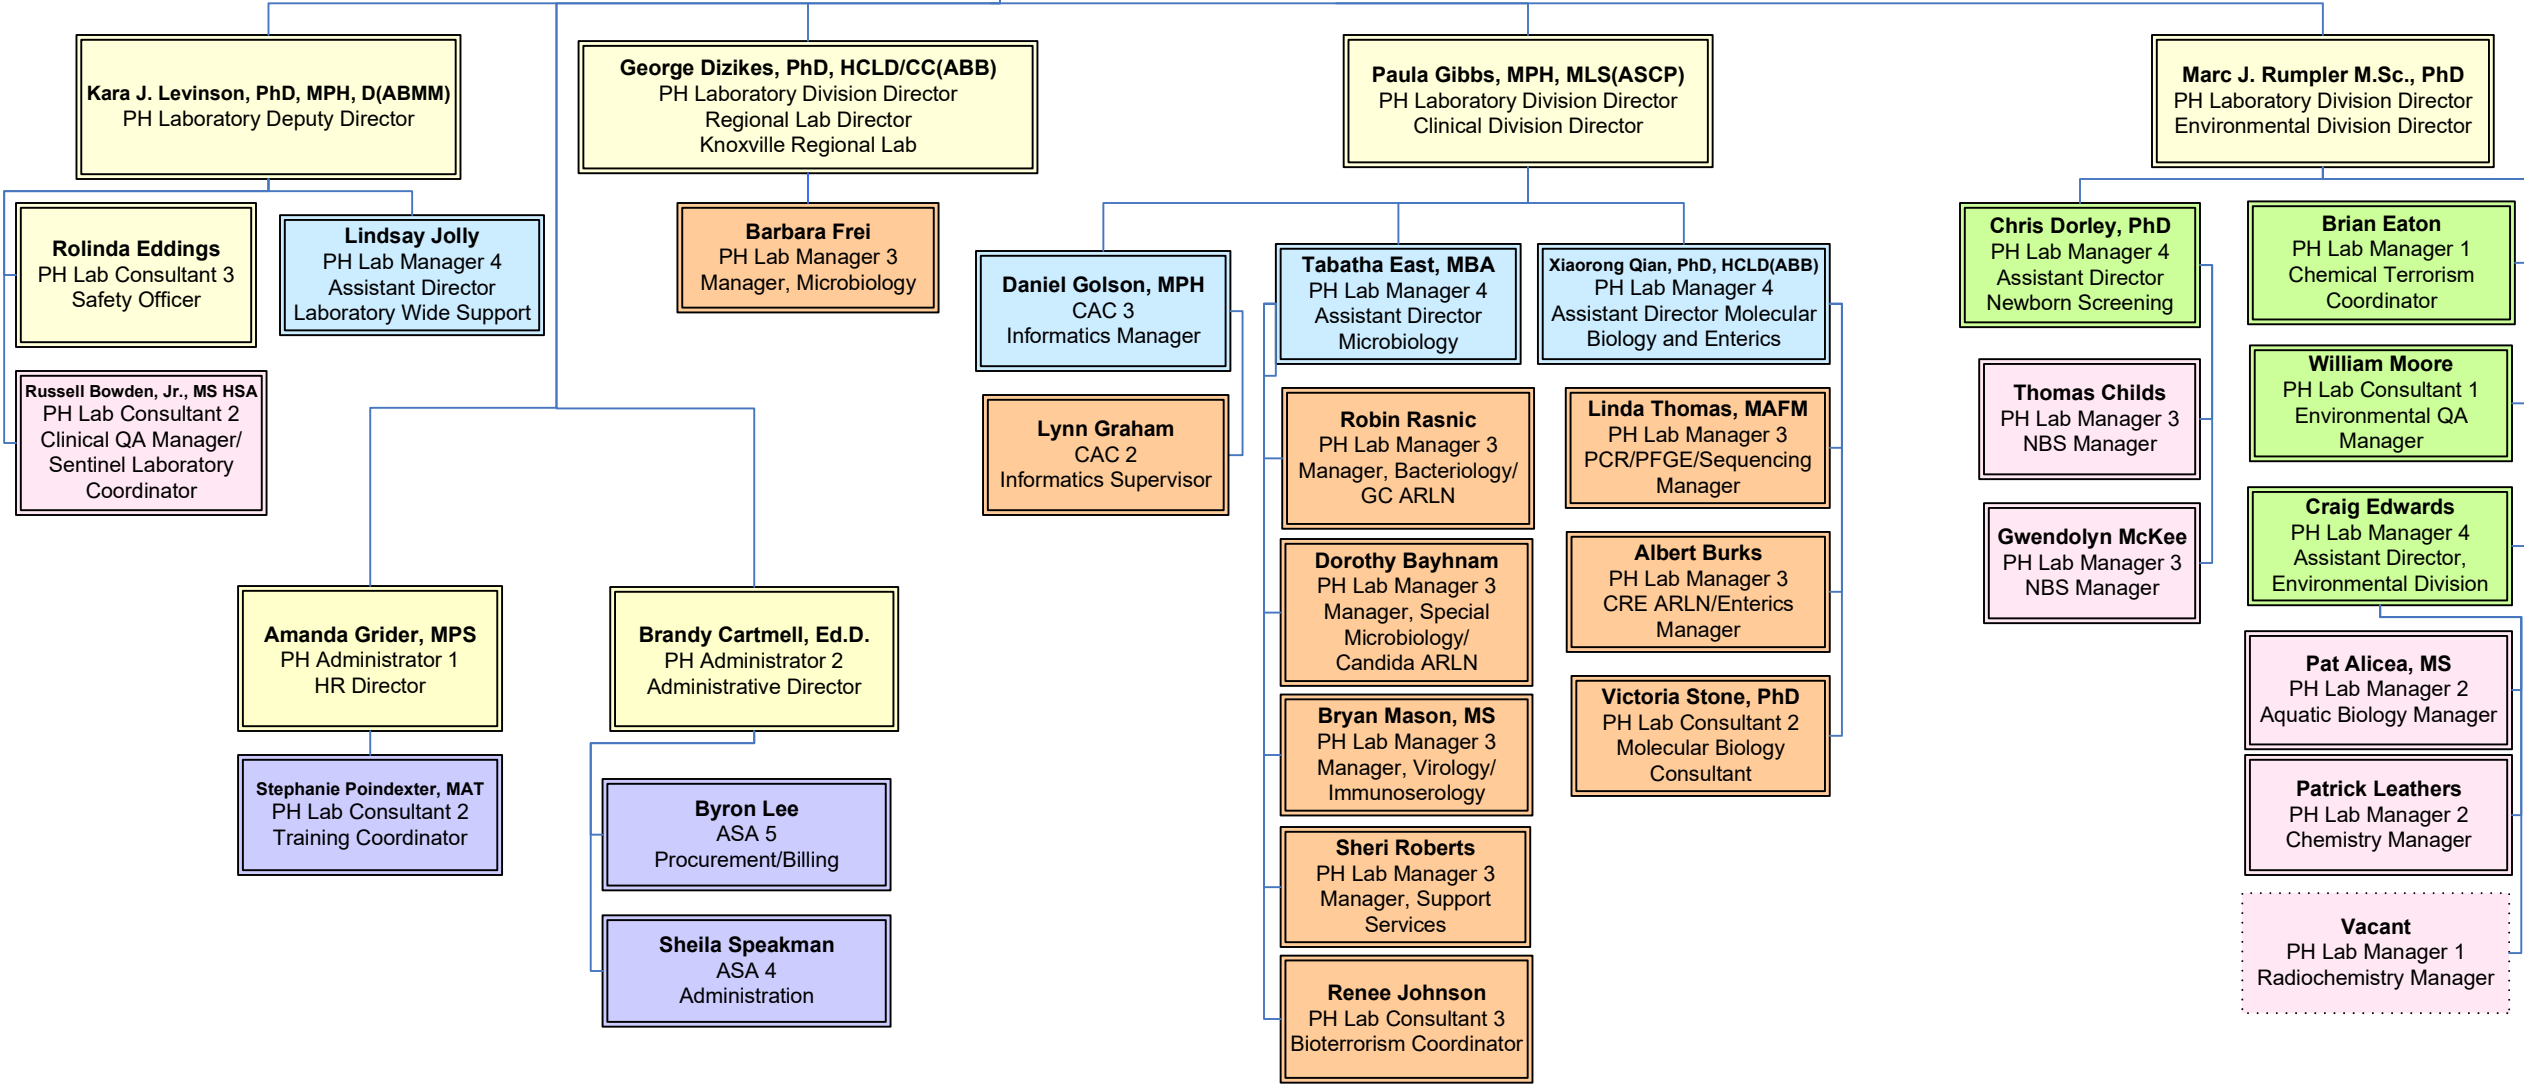 Kara J. Levinson, PhD, MPH, D(ABMM)
PH Laboratory Deputy Director
George Dizikes, PhD, HCLD/CC(ABB)
PH Laboratory Division Director
Regional Lab Director
Knoxville Regional Lab
Paula Gibbs, MPH, MLS(ASCP)
PH Laboratory Division Director
Clinical Division Director
Marc J. Rumpler M.Sc., PhD
PH Laboratory Division Director
Environmental Division Director
Rolinda Eddings
PH Lab Consultant 3
Safety Officer
Lindsay Jolly
PH Lab Manager 4
Assistant Director
Laboratory Wide Support
Russell Bowden, Jr., MS HSA
PH Lab Consultant 2
Clinical QA Manager/
Sentinel Laboratory
Coordinator
Barbara Frei
PH Lab Manager 3
Manager, Microbiology
Amanda Grider, MPS
PH Administrator 1
HR Director
Stephanie Poindexter, MAT
PH Lab Consultant 2
Training Coordinator
Brandy Cartmell, Ed.D.
PH Administrator 2
Administrative Director
Byron Lee
ASA 5
Procurement/Billing
Sheila Speakman
ASA 4
Administration
Daniel Golson, MPH
CAC 3
Informatics Manager
Lynn Graham
CAC 2
Informatics Supervisor
Tabatha East, MBA
PH Lab Manager 4
Assistant Director
Microbiology
Robin Rasnic
PH Lab Manager 3
Manager, Bacteriology/
GC ARLN
Dorothy Bayhnam
PH Lab Manager 3
Manager, Special
Microbiology/
Candida ARLN
Bryan Mason, MS
PH Lab Manager 3
Manager, Virology/
Immunoserology
Sheri Roberts
PH Lab Manager 3
Manager, Support
Services
Renee Johnson
PH Lab Consultant 3
Bioterrorism Coordinator
Xiaorong Qian, PhD, HCLD(ABB)
PH Lab Manager 4
Assistant Director Molecular
Biology and Enterics
Linda Thomas, MAFM
PH Lab Manager 3
PCR/PFGE/Sequencing
Manager
Albert Burks
PH Lab Manager 3
CRE ARLN/Enterics
Manager
Victoria Stone, PhD
PH Lab Consultant 2
Molecular Biology
Consultant
Chris Dorley, PhD
PH Lab Manager 4
Assistant Director
Newborn Screening
Thomas Childs
PH Lab Manager 3
NBS Manager
Gwendolyn McKee
PH Lab Manager 3
NBS Manager
Brian Eaton
PH Lab Manager 1
Chemical Terrorism
Coordinator
William Moore
PH Lab Consultant 1
Environmental QA
Manager
Craig Edwards
PH Lab Manager 4
Assistant Director,
Environmental Division
Pat Alicea, MS
PH Lab Manager 2
Aquatic Biology Manager
Patrick Leathers
PH Lab Manager 2
Chemistry Manager
Vacant
PH Lab Manager 1
Radiochemistry Manager